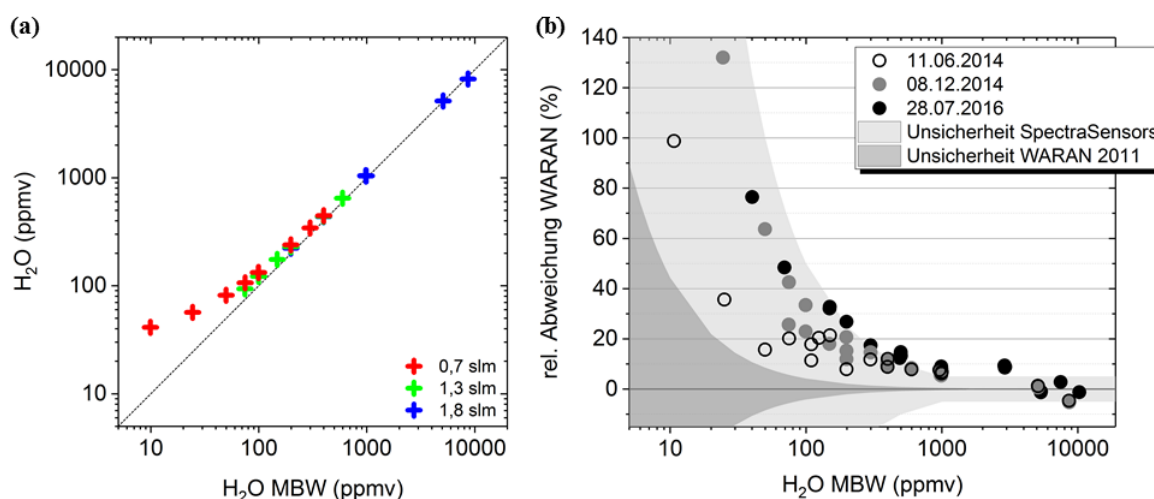 (a)
10000
1000
100
10
H₂O (ppmv)
10
100
1000
10000
H₂O MBW (ppmv)
0,7 slm
1,3 slm
1,8 slm
(b)
140
120
100
80
60
40
20
0
rel. Abweichung WARAN (%)
10
100
1000
10000
H₂O MBW (ppmv)
11.06.2014
08.12.2014
28.07.2016
Unsicherheit SpectraSensors
Unsicherheit WARAN 2011